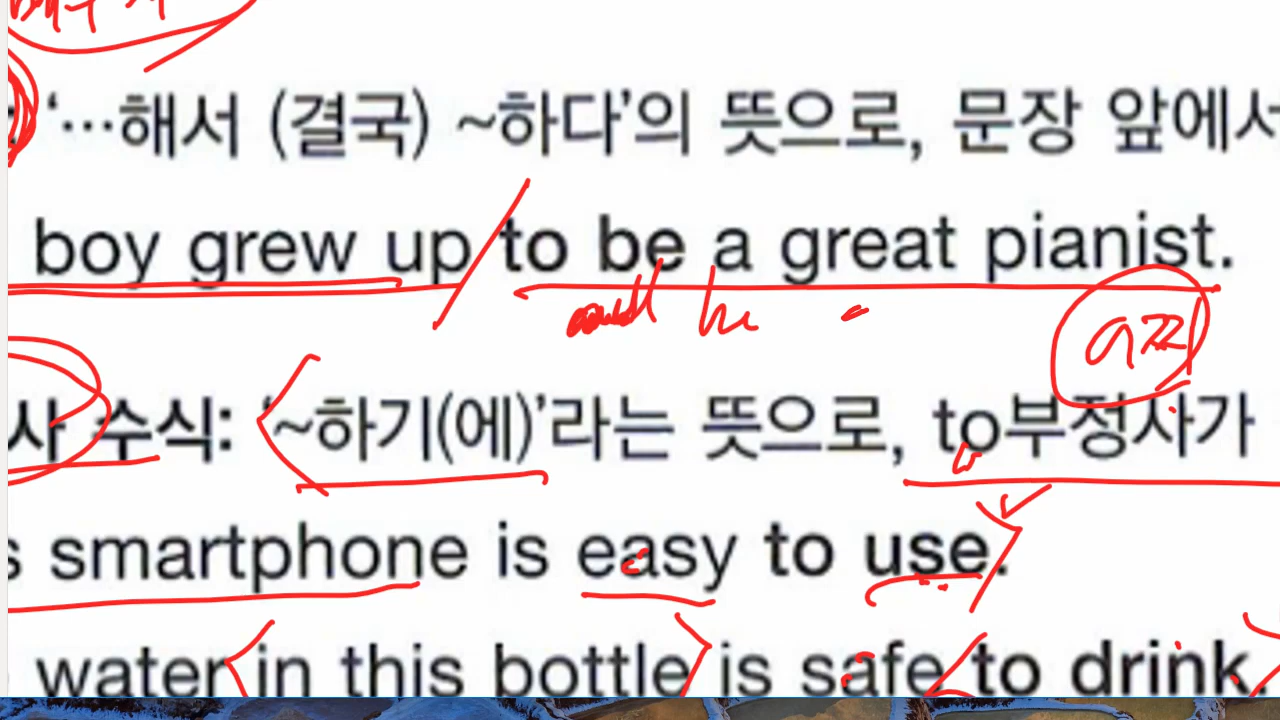 '…해서 (결국) ~하다'의 뜻으로, 문장 앞에서
boy grew up to be a great pianist.
수식: '~하기(에)'라는 뜻으로, to부정사가
smartphone is easy to use.
water in this bottle is safe to drink.